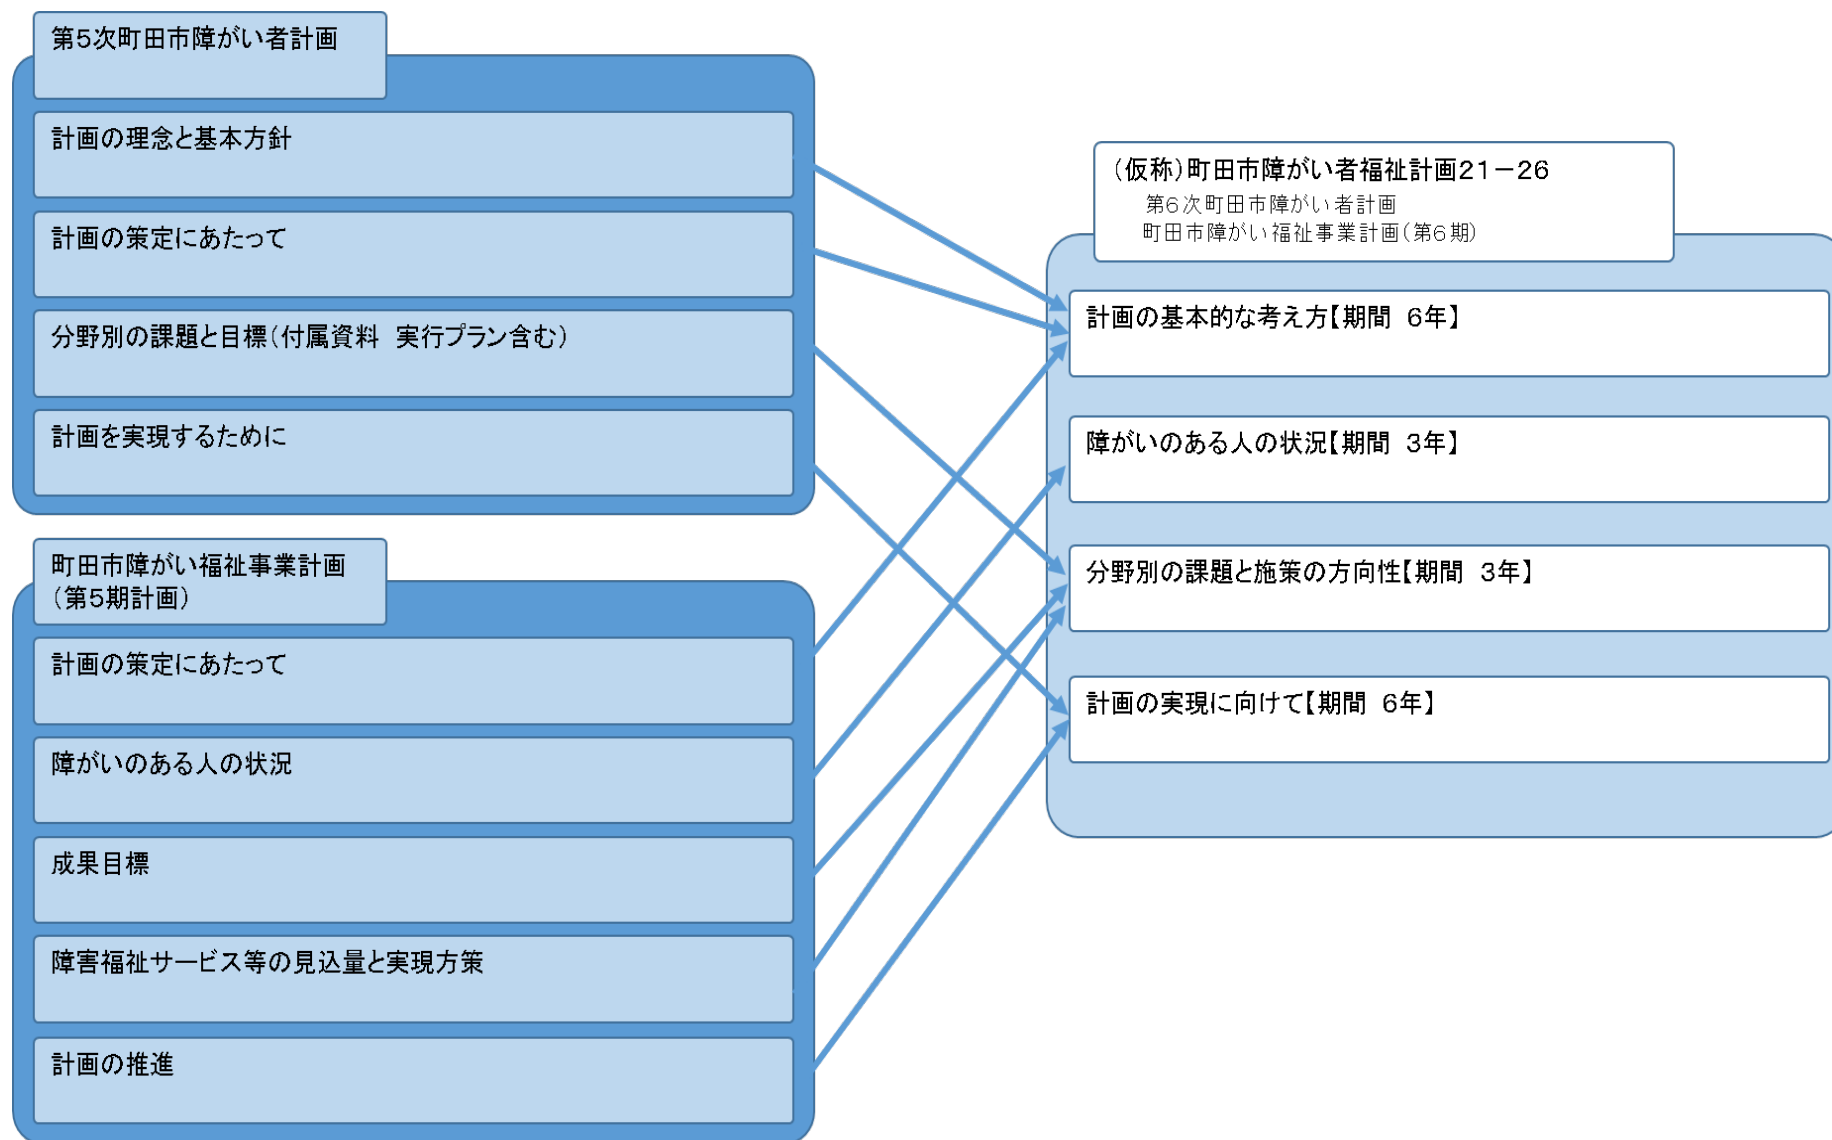 第5次町田市障がい者計画
計画の理念と基本方針
計画の策定にあたって
分野別の課題と目標（付属資料　実行プラン含む）
計画を実現するために
町田市障がい福祉事業計画
（第5期計画）
計画の策定にあたって
障がいのある人の状況
成果目標
障害福祉サービス等の見込量と実現方策
計画の推進
（仮称）町田市障がい者福祉計画２１－２６
第６次町田市障がい者計画
町田市障がい福祉事業計画（第６期）
計画の基本的な考え方【期間　6年】
障がいのある人の状況【期間　3年】
分野別の課題と施策の方向性【期間　3年】
計画の実現に向けて【期間　6年】